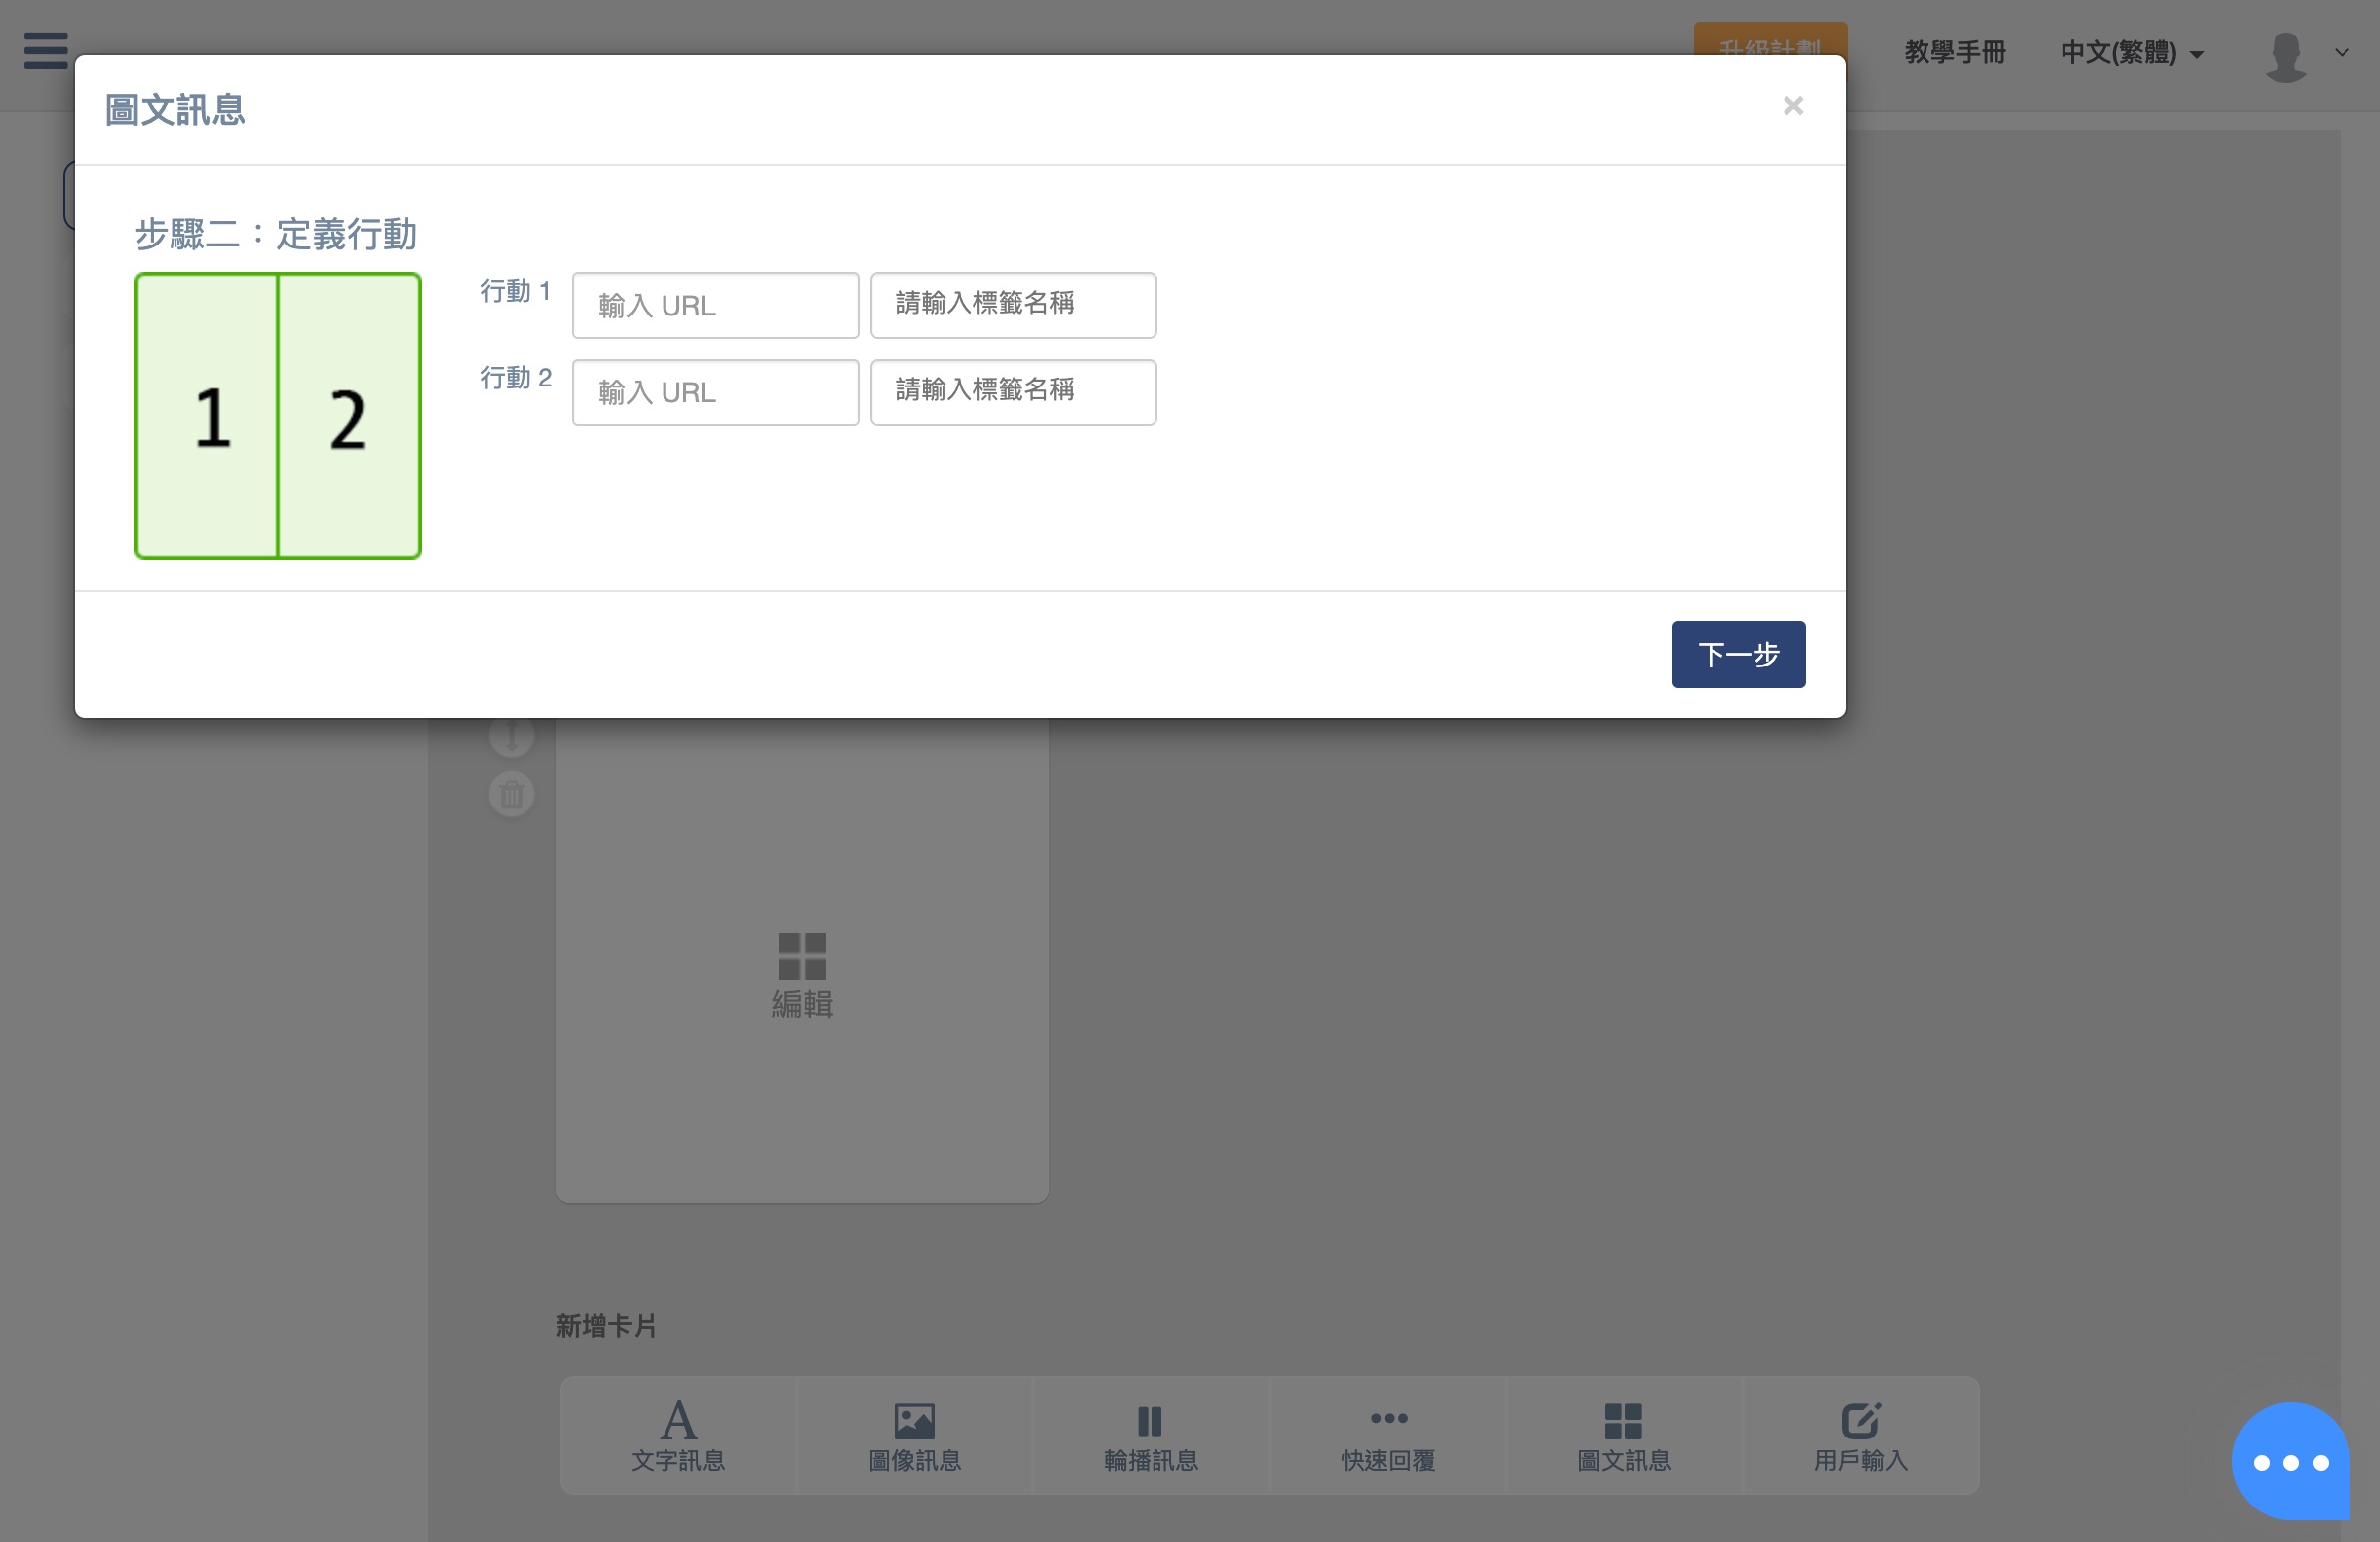 升級計劃
教學手冊
中文(繁體)
圖文訊息
×
步驟二：定義行動
1
2
行動 1
輸入 URL
請輸入標籤名稱
行動 2
輸入 URL
請輸入標籤名稱
下一步
編輯
新增卡片
文字訊息
圖像訊息
輪播訊息
快速回覆
圖文訊息
用戶輸入